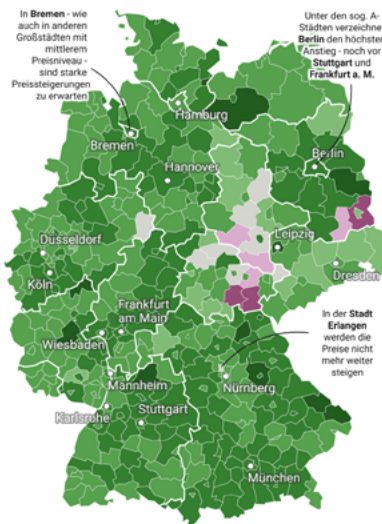 In Bremen - wie
auch in anderen
Großstädten mit
mittlerem
Preisniveau -
sind starke
Preissteigerungen
zu erwarten
Unter den sog. A-
Städten verzeichne
Berlin den höchsten
Anstieg - noch vor
Stuttgart und
Frankfurt a. M.
Hamburg
Bremen
Berlin
Hannover
Leipzig
Düsseldorf
Dresden
Köln
Frankfurt
am Main
Wiesbaden
In der Stadt
Erlangen
werden die
Preise nicht
mehr weiter
steigen
Mannheim
Nürnberg
Karlsruhe
Stuttgart
München